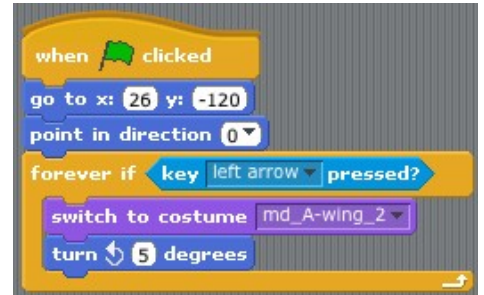 when clicked
go to x: 26 y: -120
point in direction 0
forever if key left arrow pressed?
switch to costume md_A-wing_2
turn 5 degrees